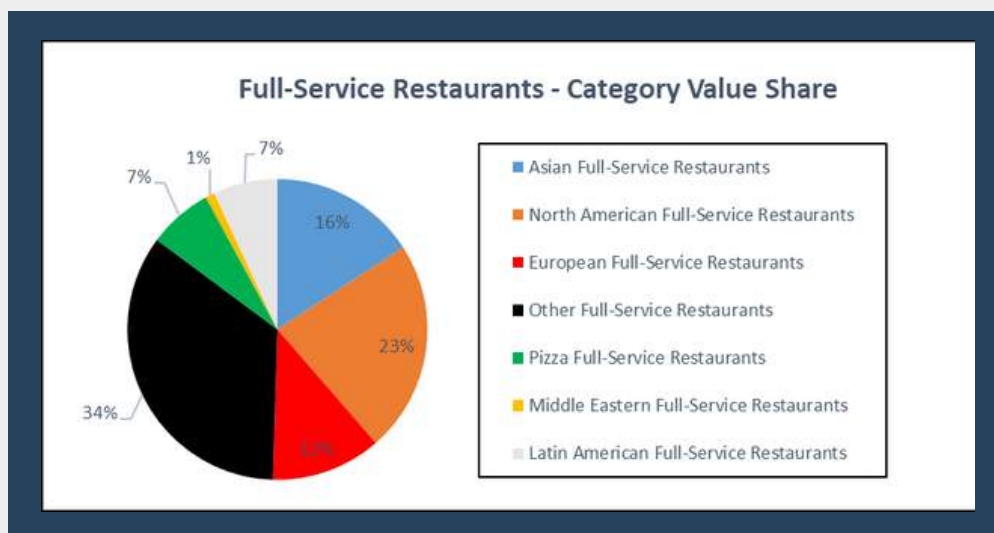 Full-Service Restaurants - Category Value Share
7%
1%
7%
16%
23%
12%
34%
Asian Full-Service Restaurants
North American Full-Service Restaurants
European Full-Service Restaurants
Other Full-Service Restaurants
Pizza Full-Service Restaurants
Middle Eastern Full-Service Restaurants
Latin American Full-Service Restaurants